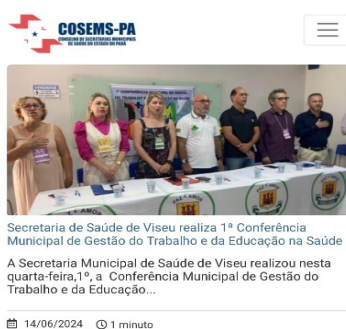 COSEMS-PA
CONSELHO DE SECRETARIAS MUNICIPAIS
DE SAÚDE DO ESTADO DO PARÁ
Secretaria de Saúde de Viseu realiza 1ª Conferência
Municipal de Gestão do Trabalho e da Educação na Saúde
A Secretaria Municipal de Saúde de Viseu realizou nesta
quarta-feira,1º, a Conferência Municipal de Gestão do
Trabalho e da Educação...
14/06/2024 1 minuto